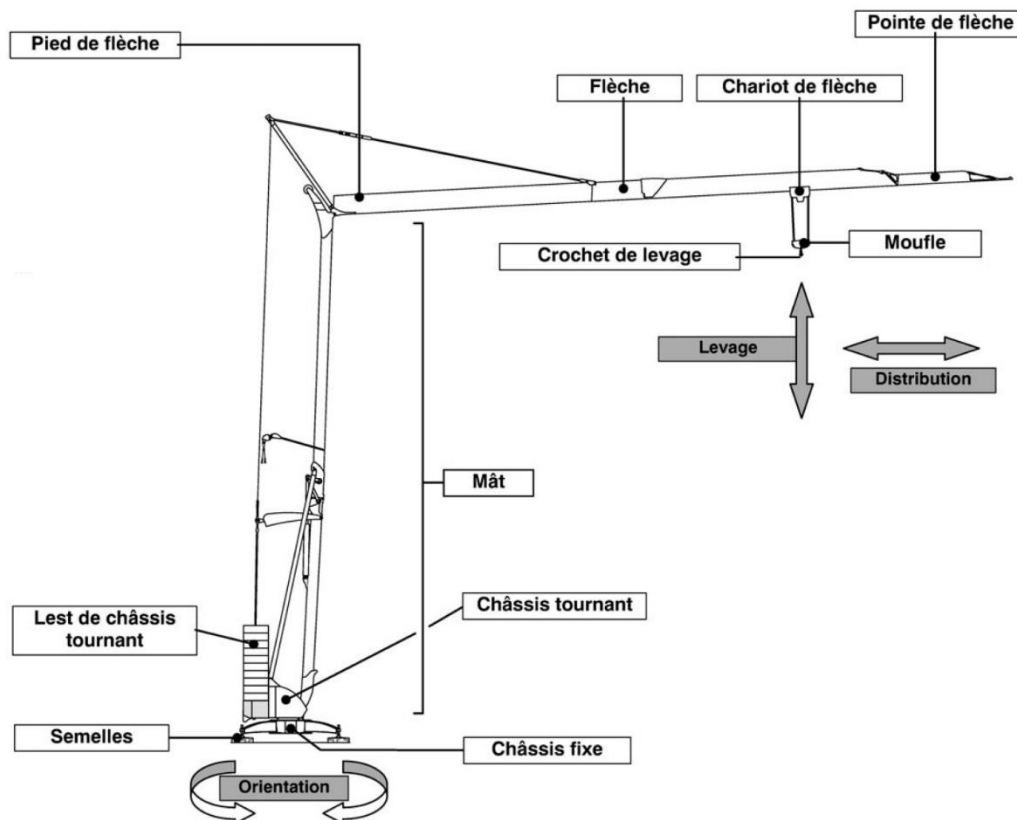 Pointe de flèche
Pied de flèche
Flèche
Chariot de flèche
Moufle
Crochet de levage
Levage
Distribution
Mât
Châssis tournant
Lest de châssis
tournant
Semelles
Châssis fixe
Orientation